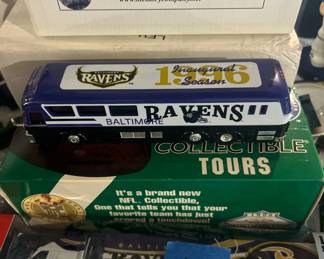 RAVENS
Inaugural
1996
Season
RAVENS
BALTIMORE
COLLECTIBLE
TOURS
It's a brand new
NFL. Collectible,
One that tells you that your
favorite team has just
scored a touchdown!